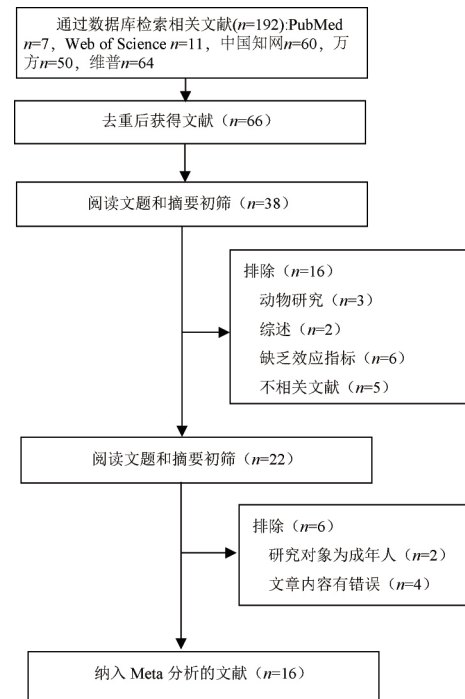 通过数据库检索相关文献(n=192):PubMed
n=7，Web of Science n=11，中国知网n=60，万
方n=50，维普n=64
去重后获得文献（n=66）
阅读文题和摘要初筛（n=38）
排除（n=16）
动物研究（n=3）
综述（n=2）
缺乏效应指标（n=6）
不相关文献（n=5）
阅读文题和摘要初筛（n=22）
排除（n=6）
研究对象为成年人（n=2）
文章内容有错误（n=4）
纳入 Meta 分析的文献（n=16）